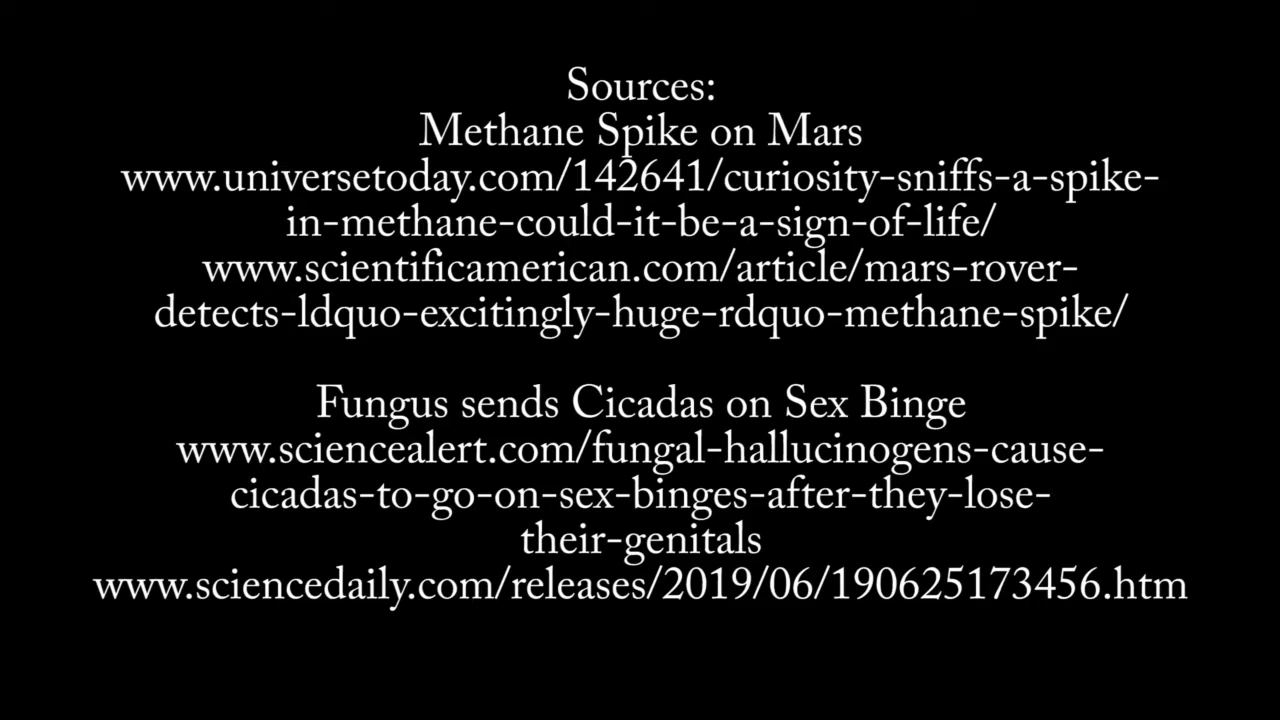 Sources:
Methane Spike on Mars
www.universetoday.com/142641/curiosity-sniffs-a-spike-
in-methane-could-it-be-a-sign-of-life/
www.scientificamerican.com/article/mars-rover-
detects-ldquo-excitingly-huge-rdquo-methane-spike/
Fungus sends Cicadas on Sex Binge
www.sciencealert.com/fungal-hallucinogens-cause-
cicadas-to-go-on-sex-binges-after-they-lose-
their-genitals
www.sciencedaily.com/releases/2019/06/190625173456.htm